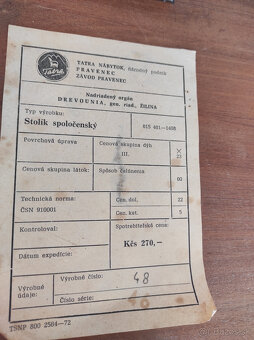 Tatra
TATRA NÁBYTOK, národný podnik
PRAVENEC
ZÁVOD PRAVENEC
Nadriadený orgán
DREVOUNIA, gen. riad., ŽILINA
Typ výrobku:
Stolík spoločenský
615 401—1458
Povrchová úprava
Cenová skupina dýh
III.
X
23
Cenová skupina látok:
Spôsob čalúnenia
00
Technická norma:
ČSN 910001
Cen. dol.
22
Cen. kat.
5
Kontroloval:
Spotrebiteľská cena:
Kčs 270,—
Dátum expedície:
Výrobné údaje:
Výrobné číslo:
48
Číslo série:
TSNP 800 2564—72